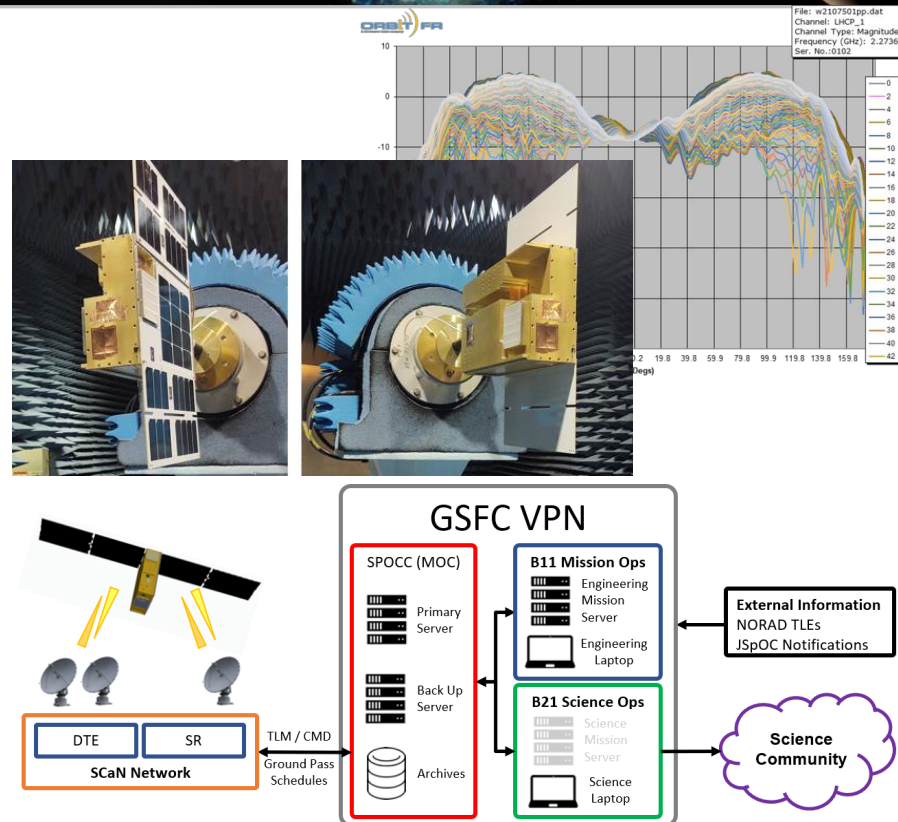 ORBIT FR
File: w2107501pp.dat
Channel: LHCP_1
Channel Type: Magnitude
Frequency (GHz): 2.2736
Ser. No.:0102
10
0
-10
0
2
4
6
8
10
12
14
16
18
20
22
24
26
28
30
32
34
36
38
40
42
0.2 19.8 39.8 59.9 79.8 99.9 119.8 139.8 159.8
Degs)
GSFC VPN
SPOCC (MOC)
Primary
Server
Back Up
Server
Archives
B11 Mission Ops
Engineering
Mission
Server
Engineering
Laptop
B21 Science Ops
Science
Mission
Server
Science
Laptop
External Information
NORAD TLEs
JSpOC Notifications
Science
Community
DTE
SR
SCaN Network
TLM / CMD
Ground Pass
Schedules